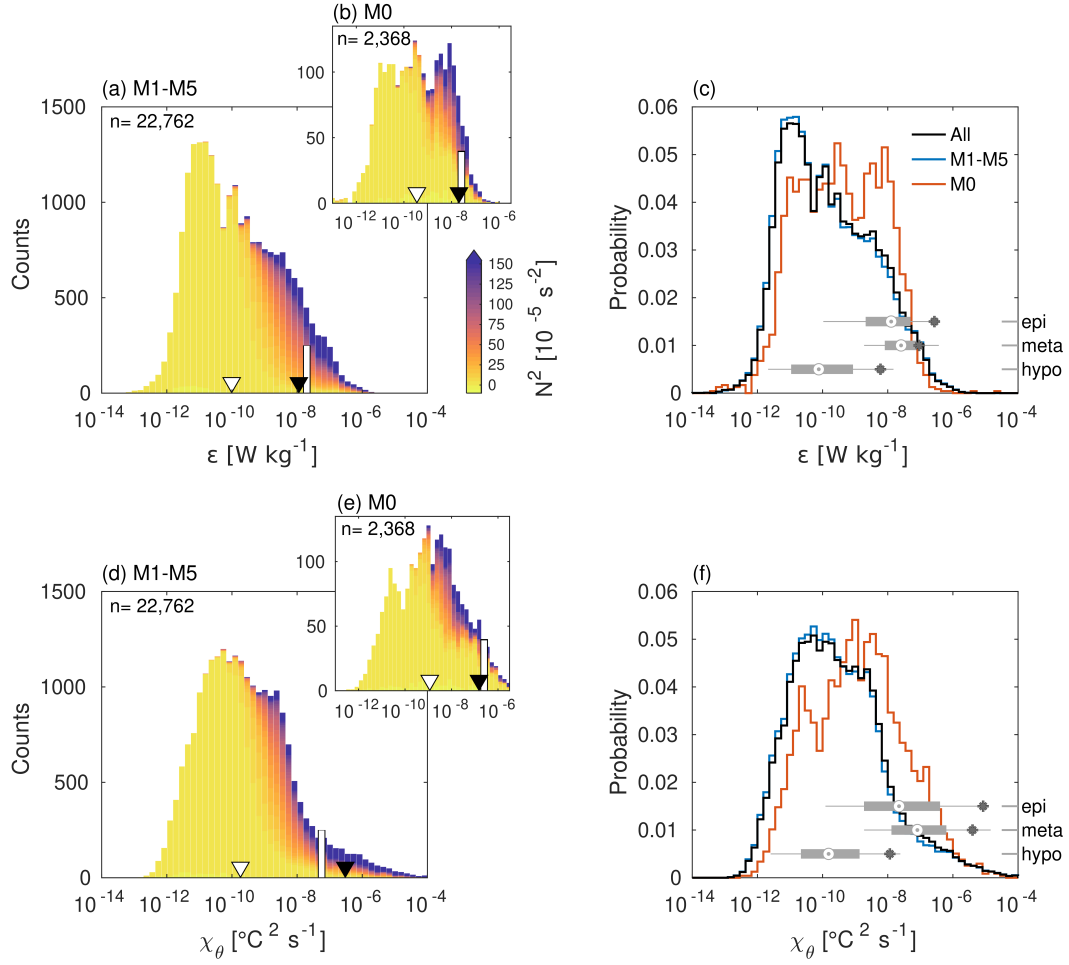 (b) M0
n= 2,368
100
50
0
10^-12 10^-10 10^-8 10^-6
(a) M1-M5
n= 22,762
1500
1000
500
0
Counts
10^-14 10^-12 10^-10 10^-8 10^-6 10^-4
ε [W kg^-1]
150
125
100
75
50
25
0
N^2 [10^-5 s^-2]
(c)
All
M1-M5
M0
0.06
0.05
0.04
0.03
0.02
0.01
0
Probability
epi
meta
hypo
10^-14 10^-12 10^-10 10^-8 10^-6 10^-4
ε [W kg^-1]
(e) M0
n= 2,368
100
50
0
10^-12 10^-10 10^-8 10^-6
(d) M1-M5
n= 22,762
1500
1000
500
0
Counts
10^-14 10^-12 10^-10 10^-8 10^-6 10^-4
χ_θ [°C^2 s^-1]
(f)
0.06
0.05
0.04
0.03
0.02
0.01
0
Probability
epi
meta
hypo
10^-14 10^-12 10^-10 10^-8 10^-6 10^-4
χ_θ [°C^2 s^-1]